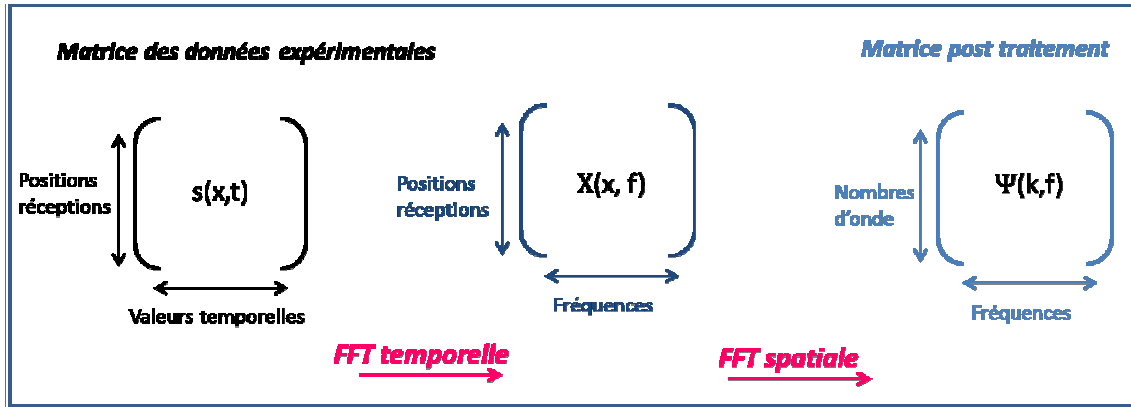 Matrice des données expérimentales
Matrice post traitement
Positions
réceptions
s(x,t)
Valeurs temporelles
Positions
réceptions
X(x, f)
Fréquences
Nombres
d'onde
Ψ(k,f)
Fréquences
FFT temporelle
FFT spatiale